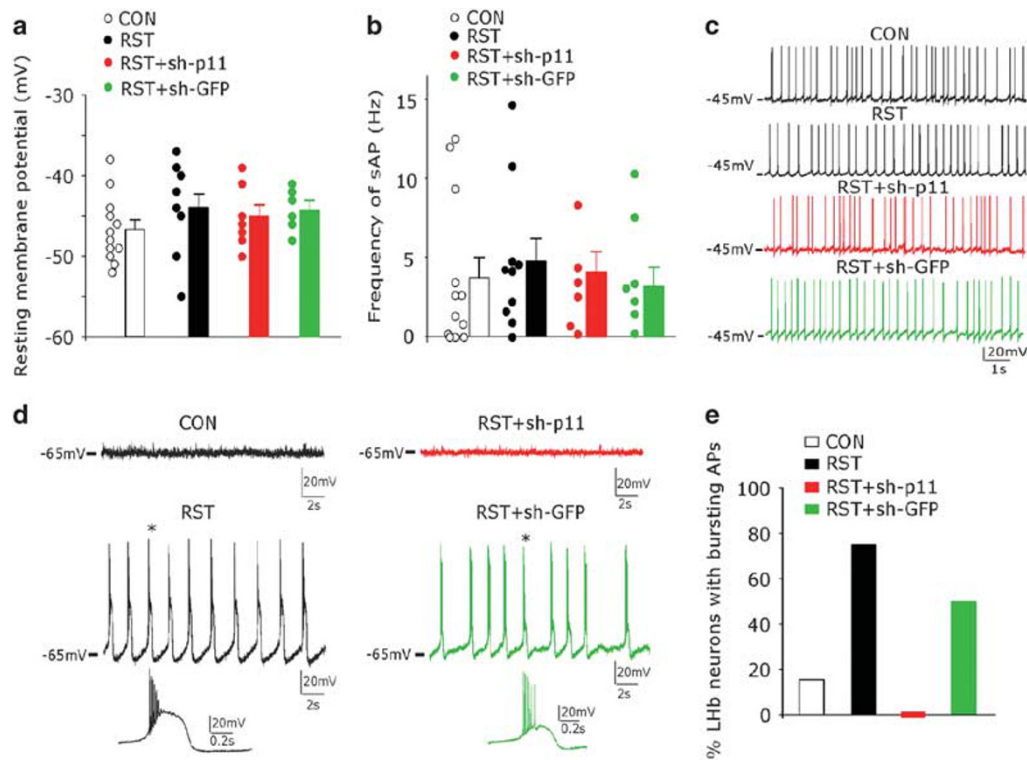 a
CON
RST
RST+sh-p11
RST+sh-GFP
Resting membrane potential (mV)
-30
-40
-50
-60
b
CON
RST
RST+sh-p11
RST+sh-GFP
Frequency of sAP (Hz)
15
10
5
0
c
CON
-45mV
RST
-45mV
RST+sh-p11
-45mV
RST+sh-GFP
-45mV
20mV
1s
d
CON
-65mV
20mV
2s
RST
*
-65mV
20mV
2s
20mV
0.2s
RST+sh-p11
-65mV
20mV
2s
RST+sh-GFP
*
-65mV
20mV
2s
20mV
0.2s
e
CON
RST
RST+sh-p11
RST+sh-GFP
% LHb neurons with bursting APs
100
80
60
40
20
0